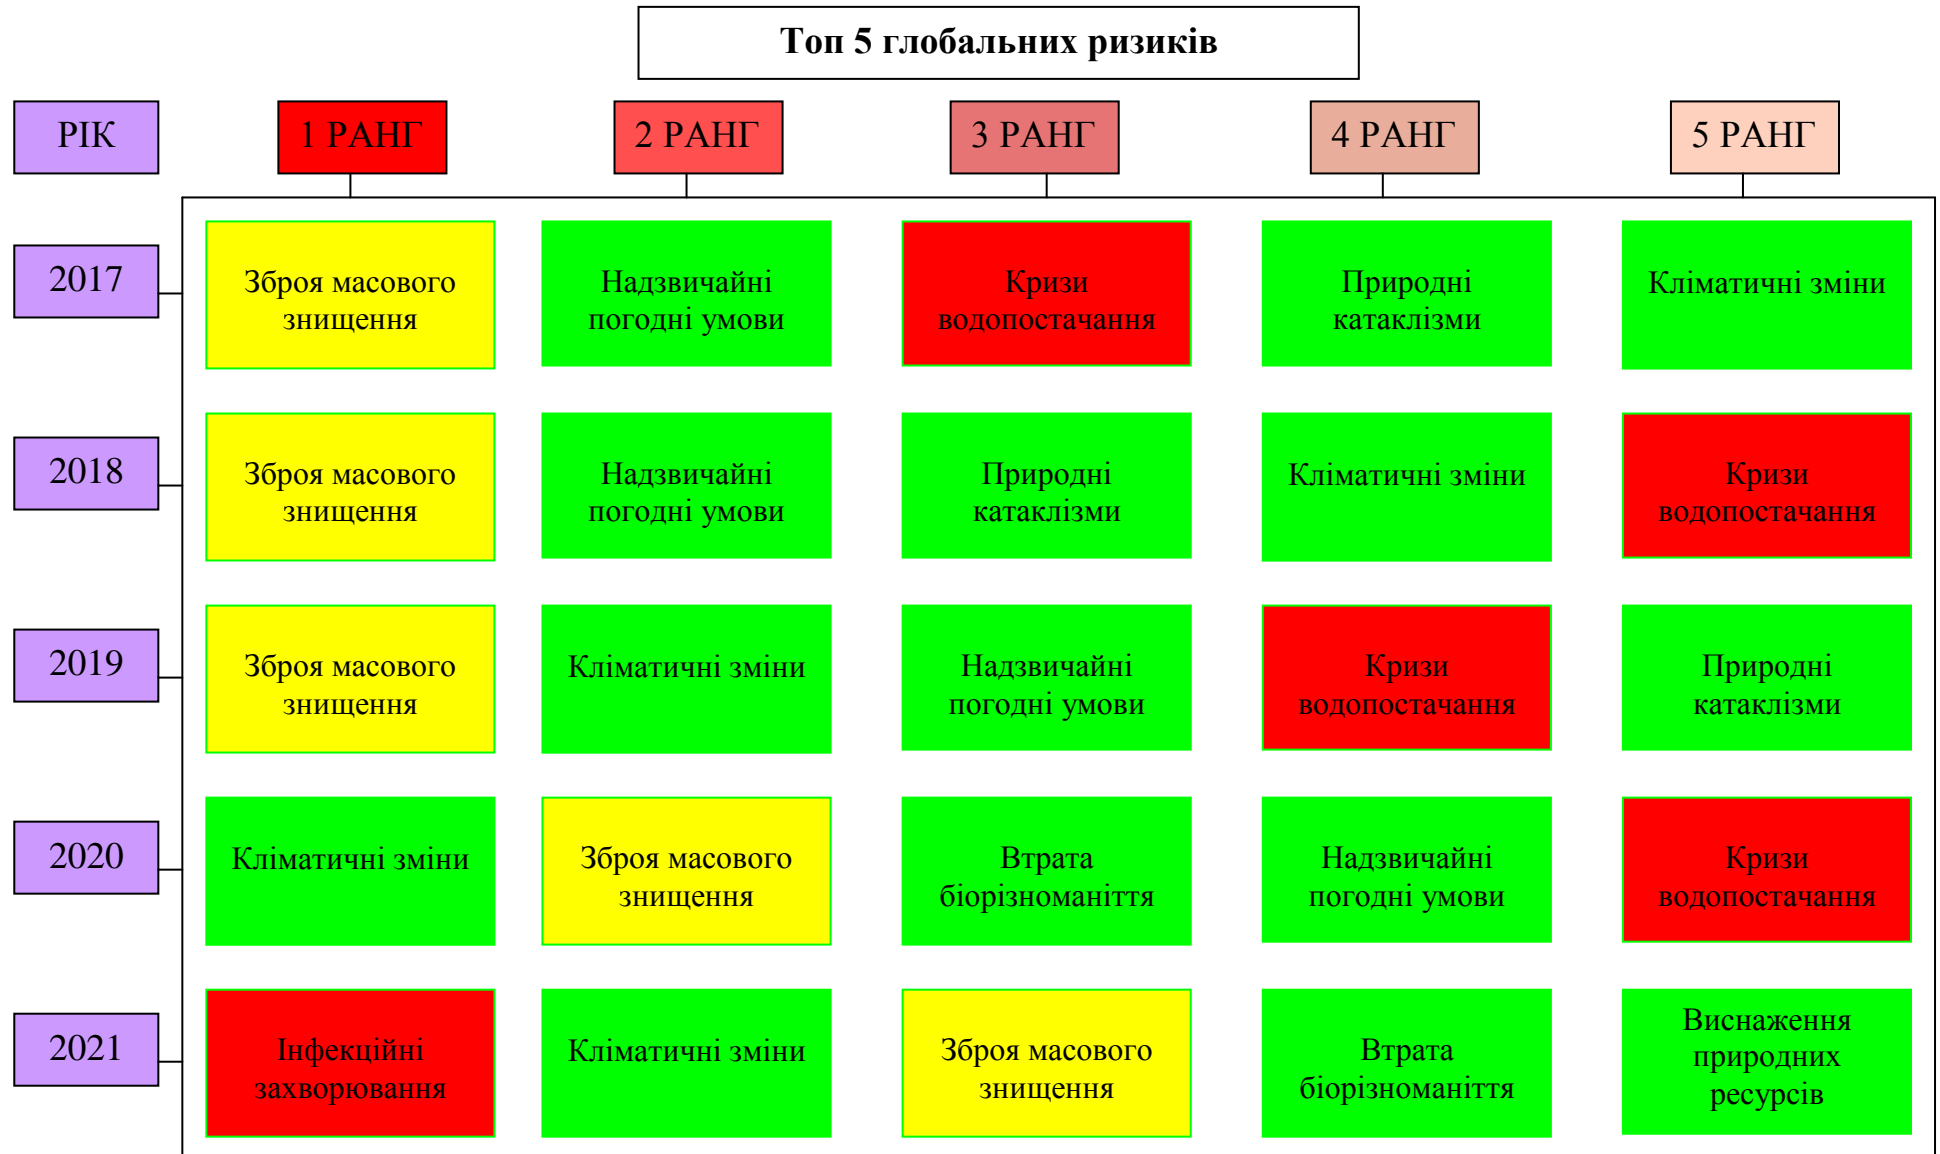 Топ 5 глобальних ризиків
РІК
1 РАНГ
2 РАНГ
3 РАНГ
4 РАНГ
5 РАНГ
2017
Зброя масового
знищення
Надзвичайні
погодні умови
Кризи
водопостачання
Природні
катаклізми
Кліматичні зміни
2018
Зброя масового
знищення
Надзвичайні
погодні умови
Природні
катаклізми
Кліматичні зміни
Кризи
водопостачання
2019
Зброя масового
знищення
Кліматичні зміни
Надзвичайні
погодні умови
Кризи
водопостачання
Природні
катаклізми
2020
Кліматичні зміни
Зброя масового
знищення
Втрата
біорізноманіття
Надзвичайні
погодні умови
Кризи
водопостачання
2021
Інфекційні
захворювання
Кліматичні зміни
Зброя масового
знищення
Втрата
біорізноманіття
Виснаження
природних
ресурсів